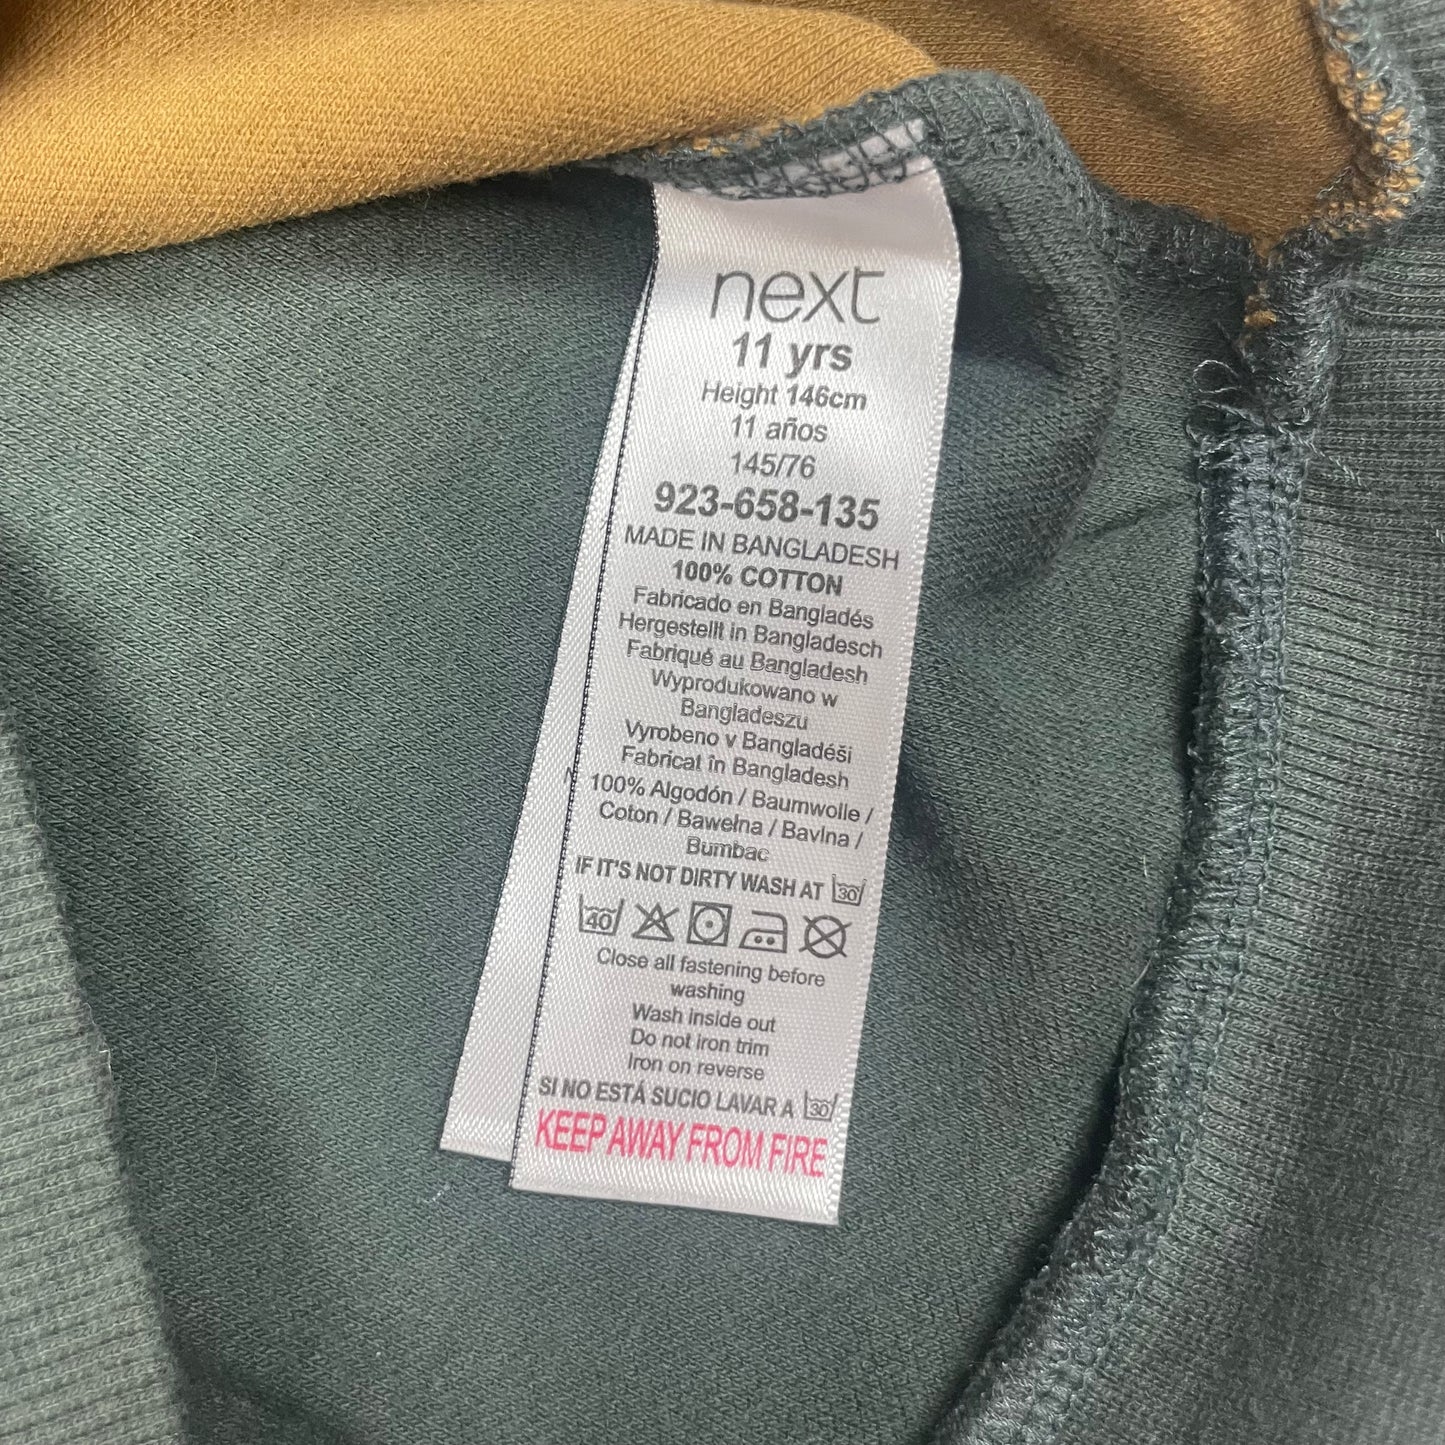 next
11 yrs
Height 146cm
11 años
145/76
923-658-135
MADE IN BANGLADESH
100% COTTON
Fabricado en Bangladés
Hergestellt in Bangladesch
Fabriqué au Bangladesh
Wyprodukowano w
Bangladeszu
Vyrobeno v Bangladéši
Fabricat în Bangladesh
100% Algodón / Baumwolle /
Coton / Bawełna / Bavlna /
Bumbac
IF IT'S NOT DIRTY WASH AT 30
40
Close all fastening before
washing
Wash inside out
Do not iron trim
Iron on reverse
SI NO ESTÁ SUCIO LAVAR A 30
KEEP AWAY FROM FIRE